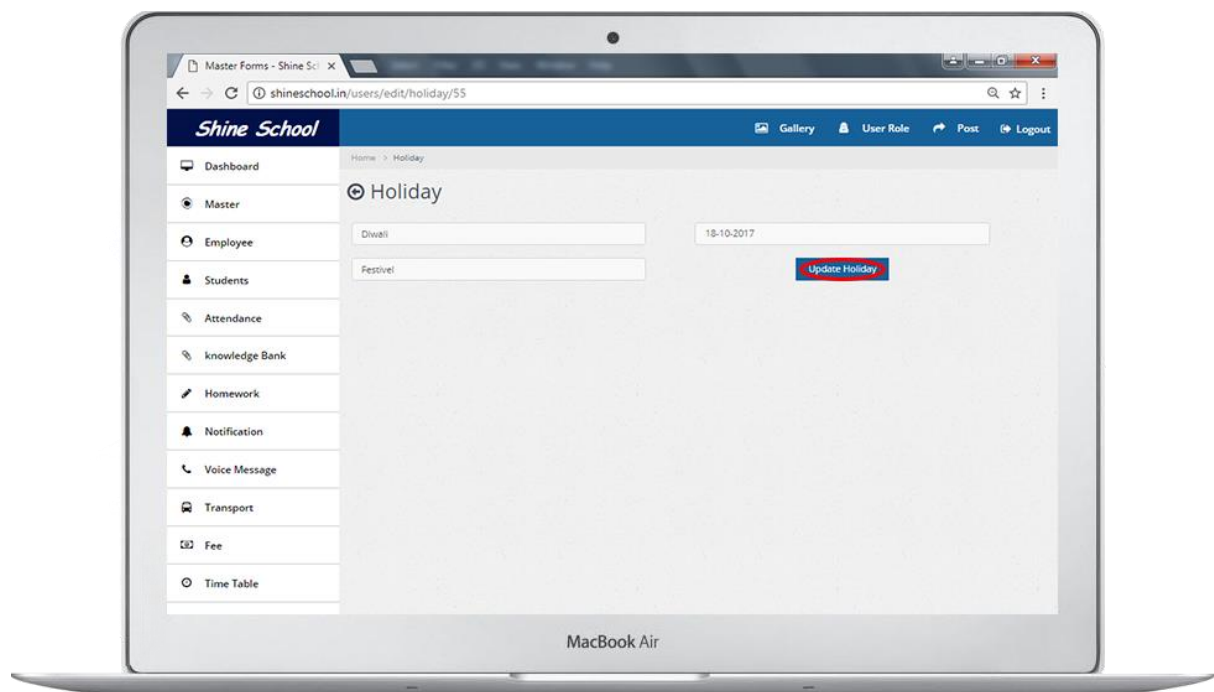 Master Forms - Shine Sc
shineschool.in/users/edit/holiday/55
Shine School
Gallery User Role Post Logout
Home > Holiday
Dashboard
Holiday
Master
Diwali 18-10-2017
Employee
Festivel Update Holiday
Students
Attendance
knowledge Bank
Homework
Notification
Voice Message
Transport
Fee
Time Table
MacBook Air